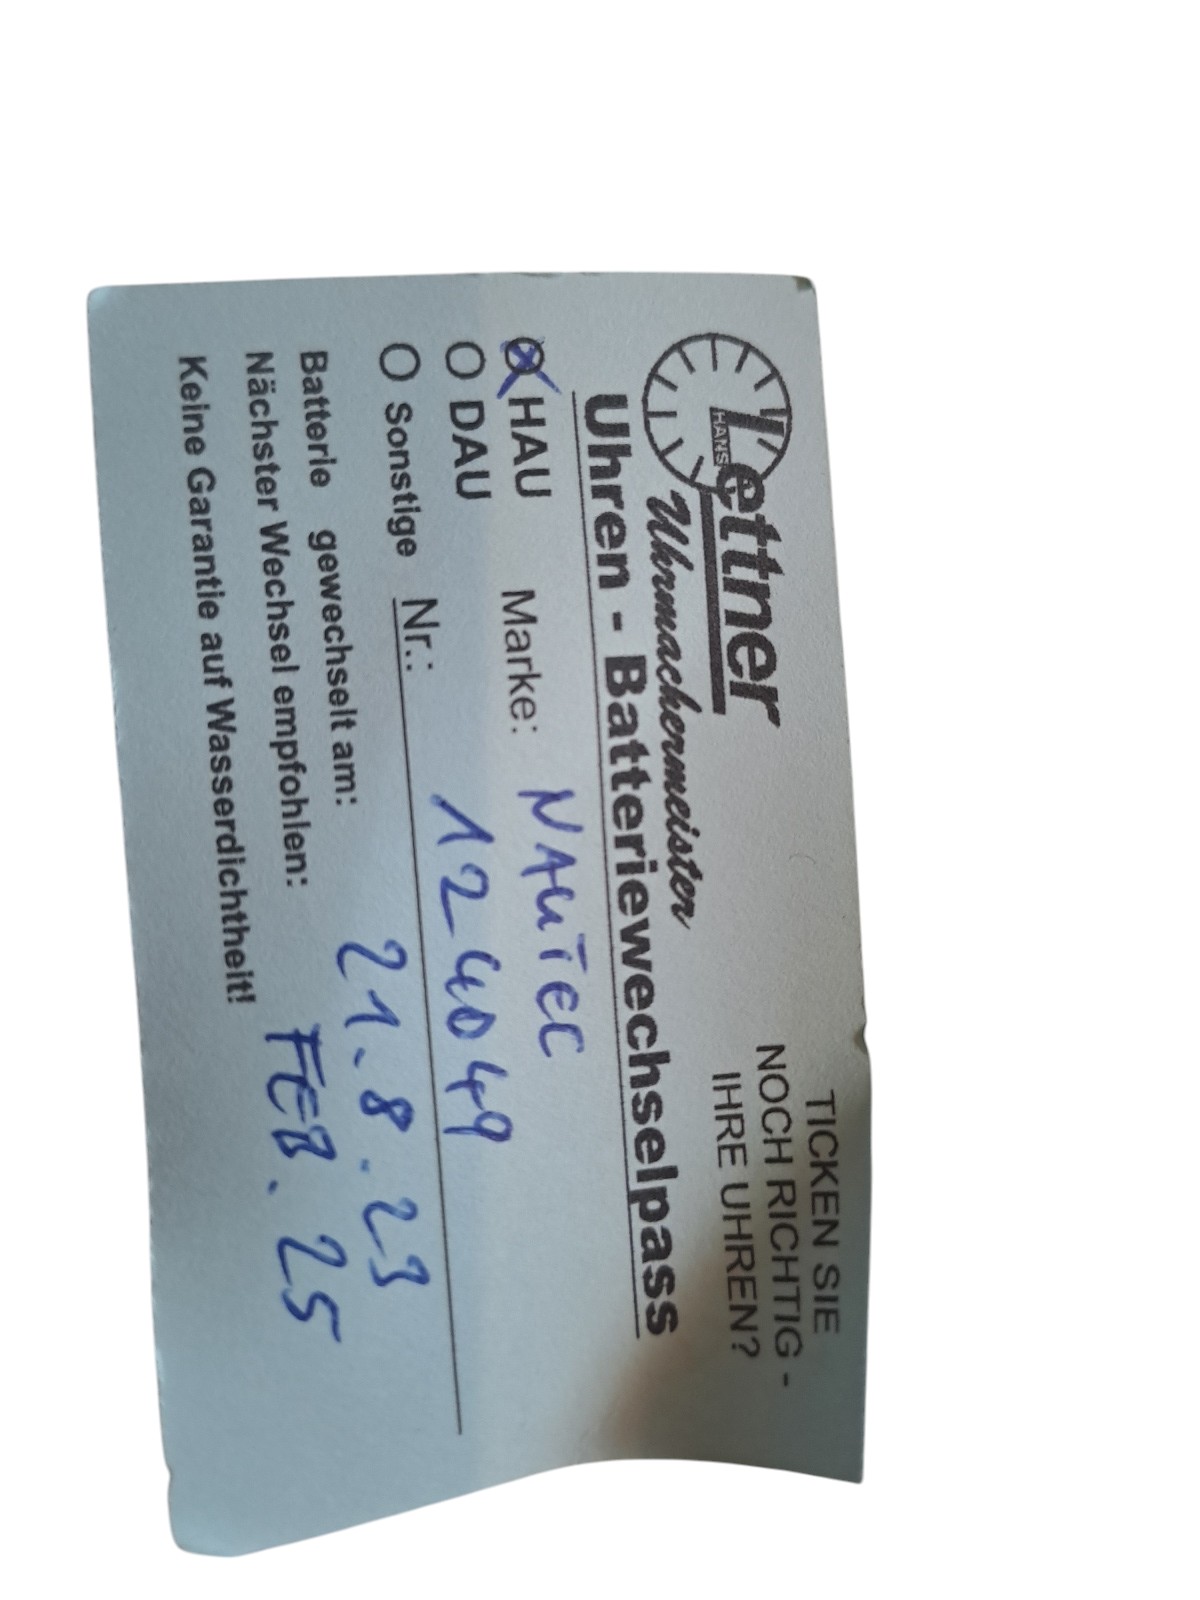 Tettner
HANS
Uhrmachermeister
TICKEN SIE
NOCH RICHTIG -
IHRE UHREN?
Uhren - Batteriewechselpass
HAU Marke: NAUTEC
DAU 124049
Sonstige Nr.:
Batterie gewechselt am: 21.8.23
Nächster Wechsel empfohlen: FEB. 25
Keine Garantie auf Wasserdichtheit!